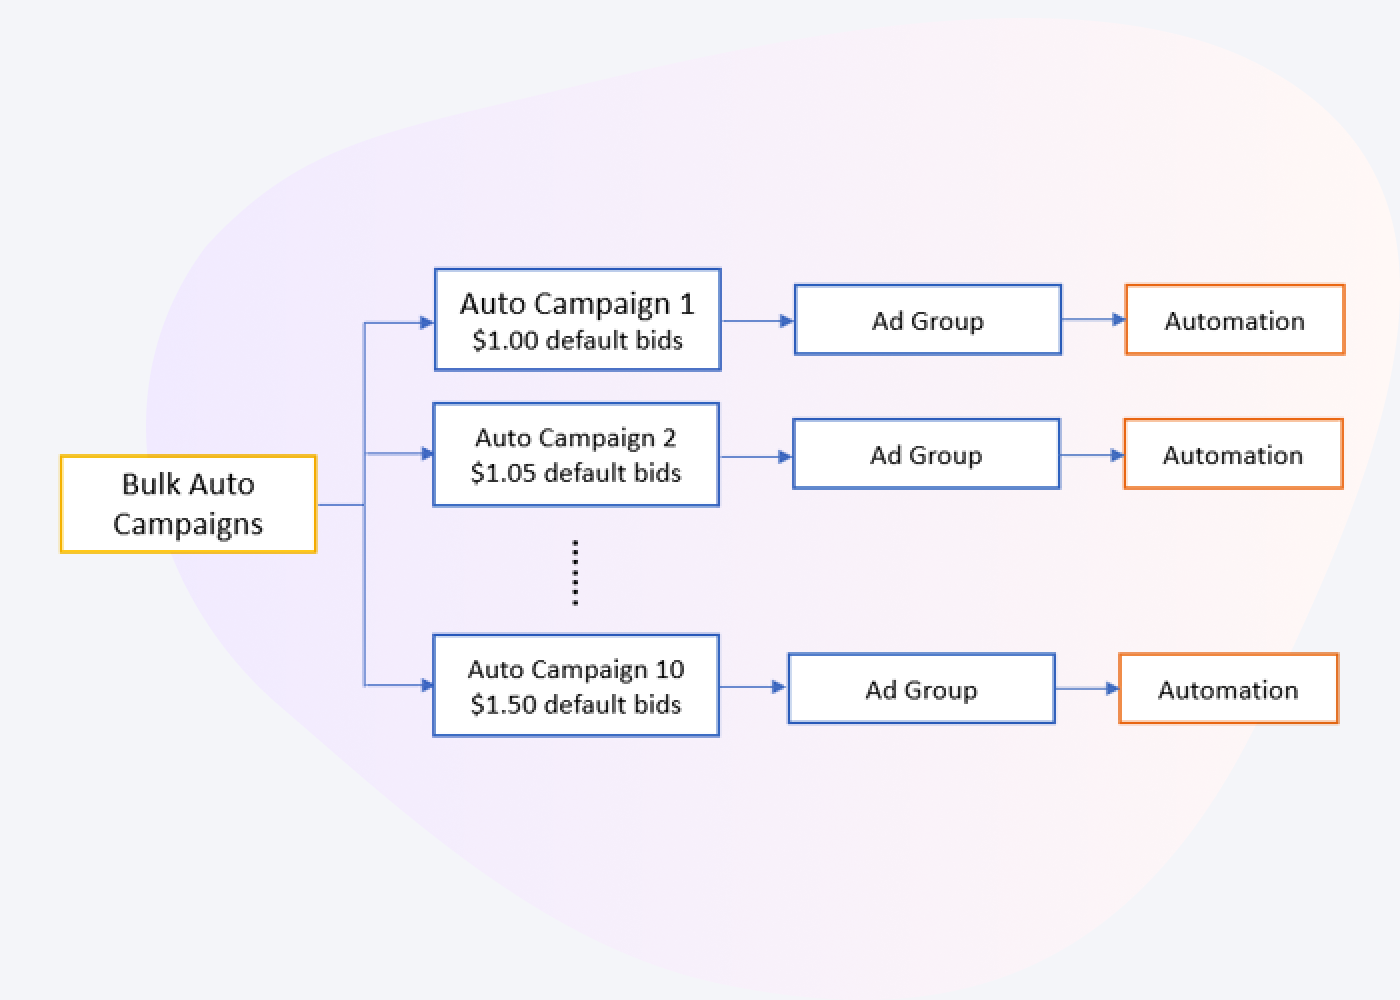 Auto Campaign 1
$1.00 default bids
Ad Group
Automation
Auto Campaign 2
$1.05 default bids
Ad Group
Automation
Bulk Auto
Campaigns
Auto Campaign 10
$1.50 default bids
Ad Group
Automation